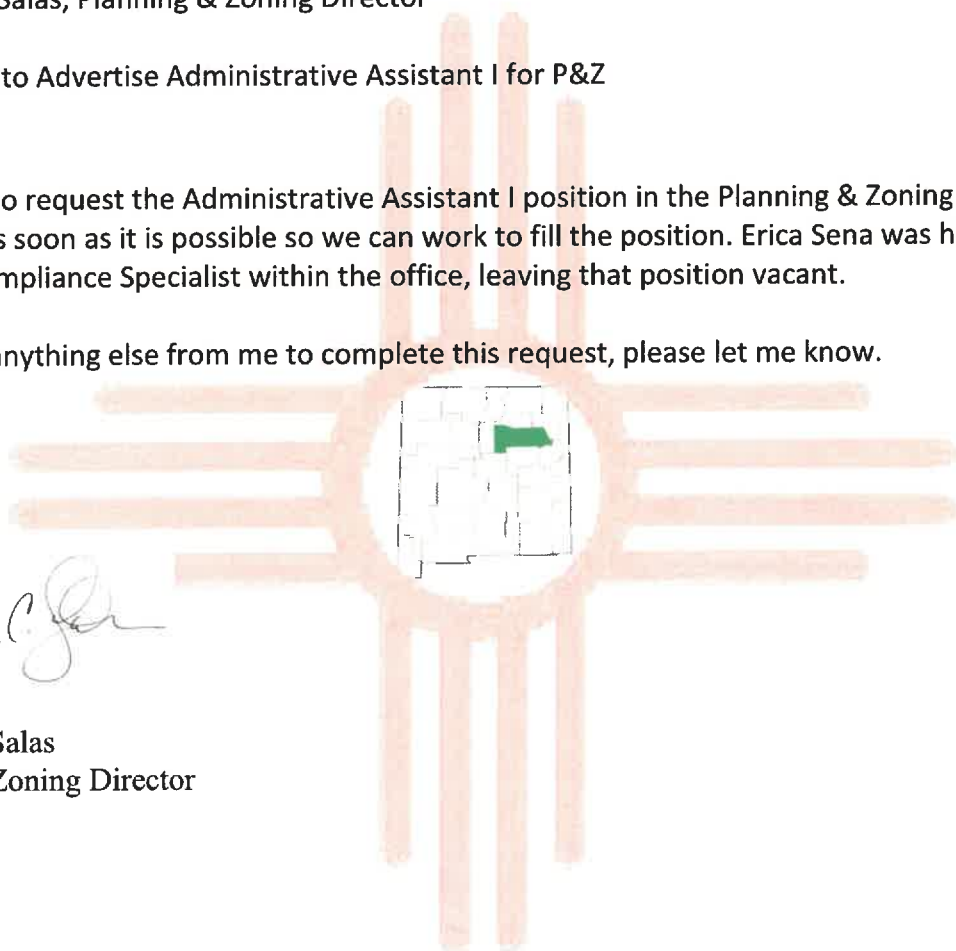 Salas, Planning & Zoning Director
to Advertise Administrative Assistant I for P&Z
o request the Administrative Assistant I position in the Planning & Zoning
s soon as it is possible so we can work to fill the position. Erica Sena was h
mpliance Specialist within the office, leaving that position vacant.
anything else from me to complete this request, please let me know.
C.
Salas
Zoning Director